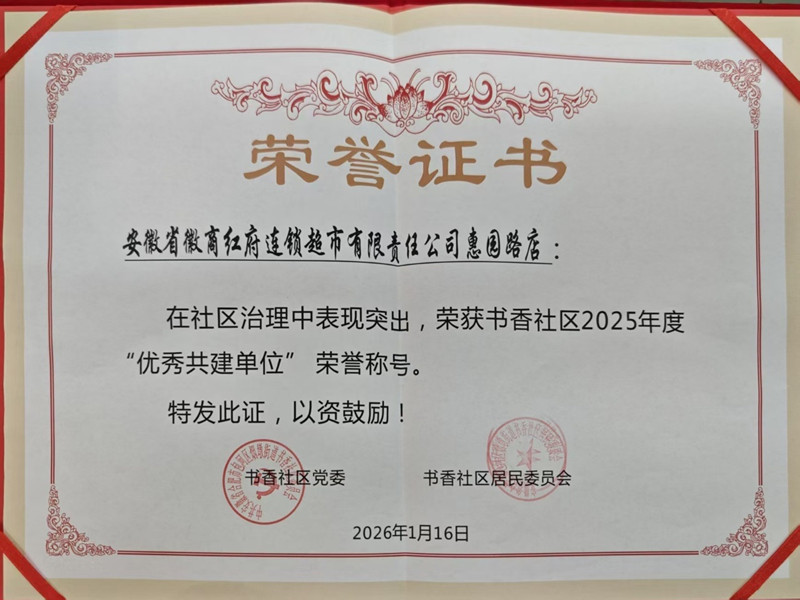 荣誉证书
安徽省徽商红府连锁超市有限责任公司惠园路店：
在社区治理中表现突出，荣获书香社区2025年度
“优秀共建单位” 荣誉称号。
特发此证，以资鼓励！
书香社区党委 书香社区居民委员会
2026年1月16日